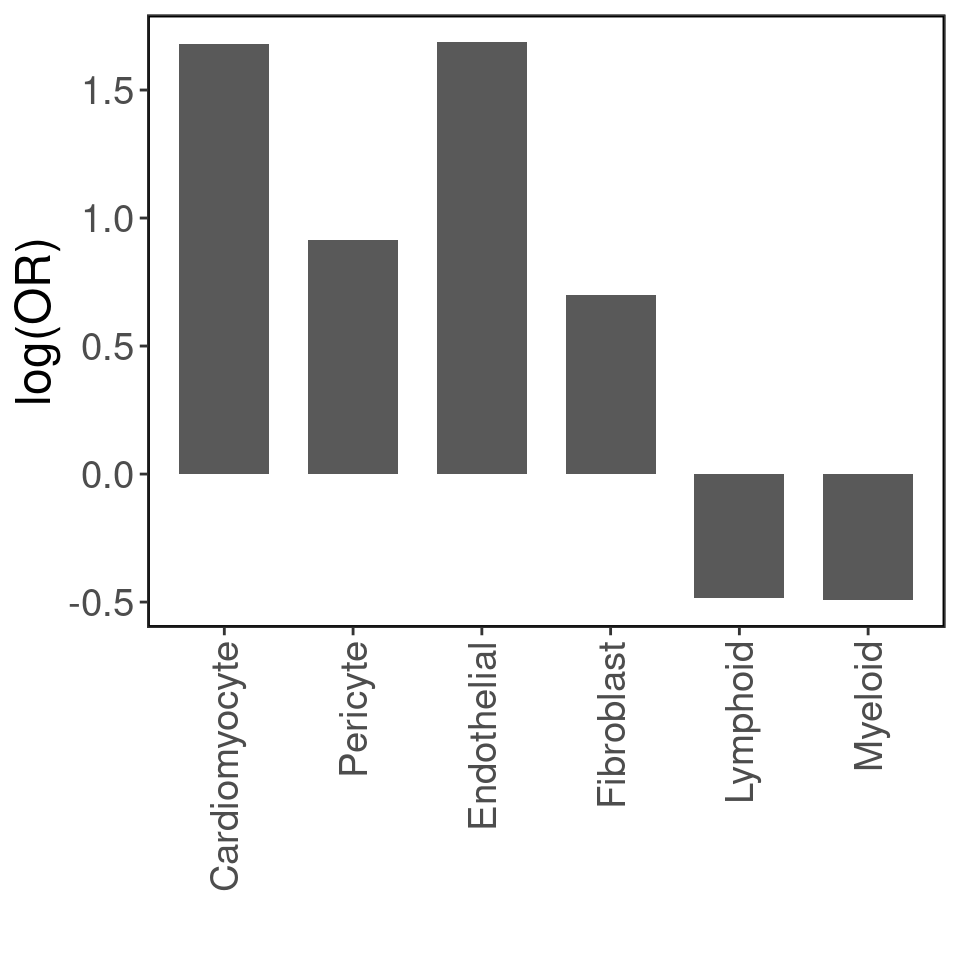 log(OR)
1.5
1.0
0.5
0.0
-0.5
Cardiomyocyte
Pericyte
Endothelial
Fibroblast
Lymphoid
Myeloid